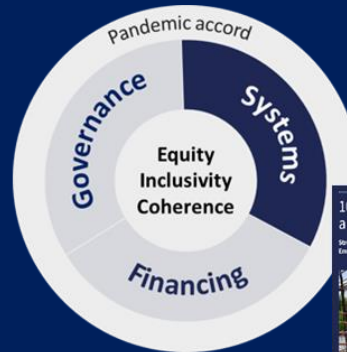 Pandemic accord
Governance
Systems
Equity
Inclusivity
Coherence
Financing